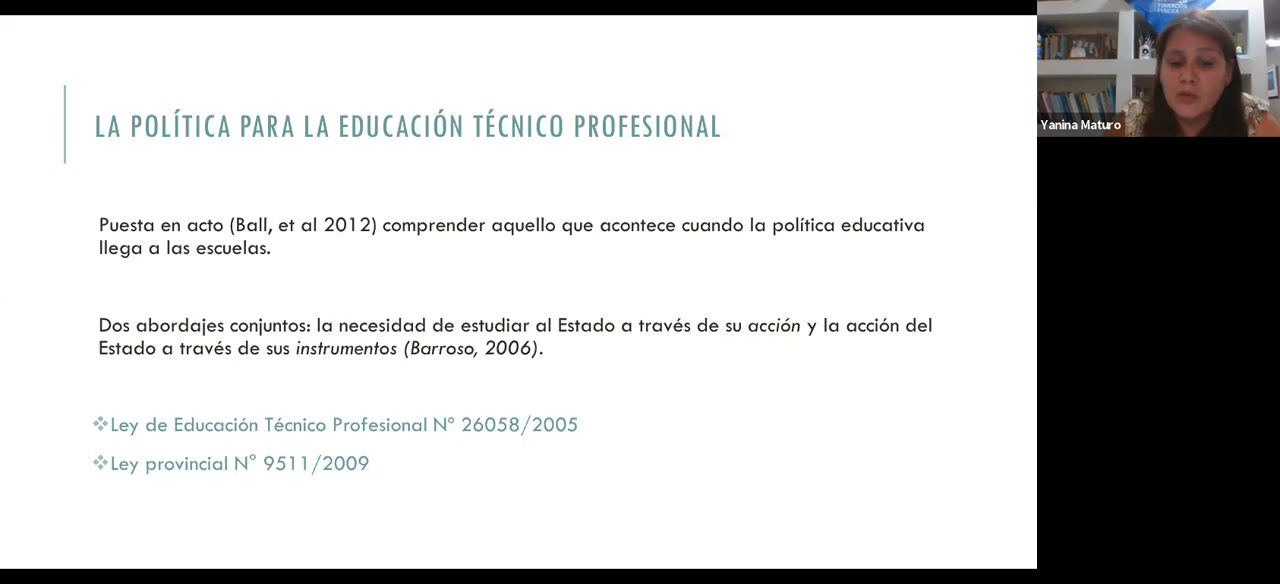 LA POLÍTICA PARA LA EDUCACIÓN TÉCNICO PROFESIONAL
Puesta en acto (Ball, et al 2012) comprender aquello que acontece cuando la política educativa
llega a las escuelas.
Dos abordajes conjuntos: la necesidad de estudiar al Estado a través de su acción y la acción del
Estado a través de sus instrumentos (Barroso, 2006).
❖Ley de Educación Técnico Profesional N° 26058/2005
❖Ley provincial N° 9511/2009
EDUCACIÓN
PÚBLICA
Yanina Maturo